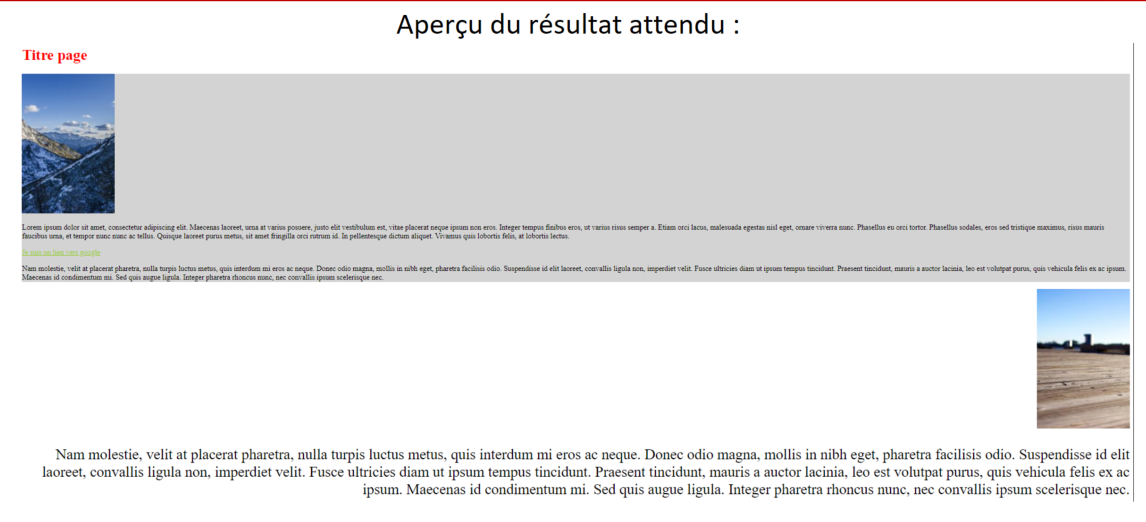 Aperçu du résultat attendu :
Titre page
Lorem ipsum dolor sit amet, consectetur adipiscing elit. Maecenas laoreet, urna at varius posuere, justo elit vestibulum est, vitae placerat neque ipsum non eros. Integer tempus finibus eros, ut varius risus semper a. Etiam orci lacus, malesuada egestas nisl eget, ornare viverra nunc. Phasellus eu orci tortor. Phasellus sodales, eros sed tristique maximus, risus mauris
faucibus urna, et tempor nunc nunc ac tellus. Quisque laoreet purus metus, sit amet fringilla orci rutrum id. In pellentesque dictum aliquet. Vivamus quis lobortis felis, at lobortis lectus.
Je suis un lien vers google
Nam molestie, velit at placerat pharetra, nulla turpis luctus metus, quis interdum mi eros ac neque. Donec odio magna, mollis in nibh eget, pharetra facilisis odio. Suspendisse id elit laoreet, convallis ligula non, imperdiet velit. Fusce ultricies diam ut ipsum tempus tincidunt. Praesent tincidunt, mauris a auctor lacinia, leo est volutpat purus, quis vehicula felis ex ac ipsum.
Maecenas id condimentum mi. Sed quis augue ligula. Integer pharetra rhoncus nunc, nec convallis ipsum scelerisque nec.
Nam molestie, velit at placerat pharetra, nulla turpis luctus metus, quis interdum mi eros ac neque. Donec odio magna, mollis in nibh eget, pharetra facilisis odio. Suspendisse id elit
laoreet, convallis ligula non, imperdiet velit. Fusce ultricies diam ut ipsum tempus tincidunt. Praesent tincidunt, mauris a auctor lacinia, leo est volutpat purus, quis vehicula felis ex ac
ipsum. Maecenas id condimentum mi. Sed quis augue ligula. Integer pharetra rhoncus nunc, nec convallis ipsum scelerisque nec.